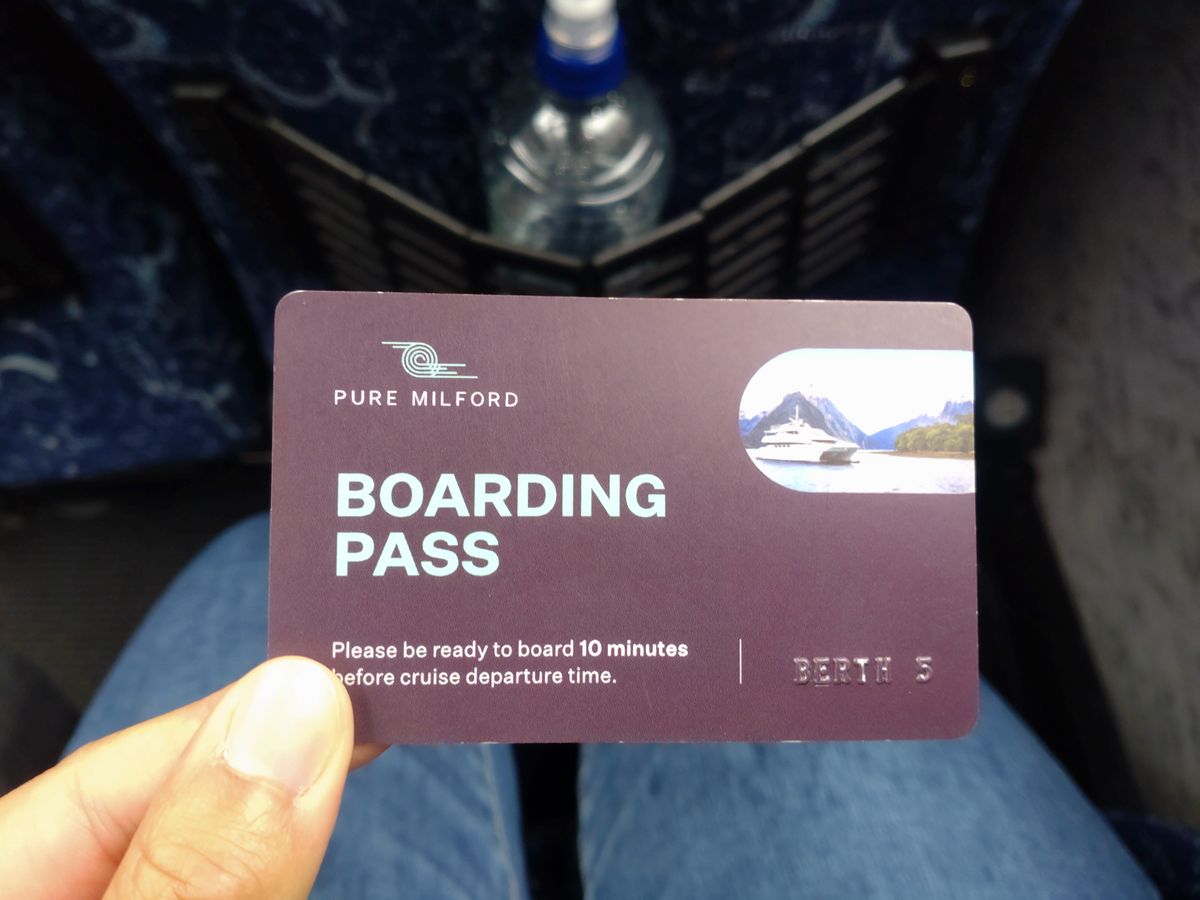 PURE MILFORD
BOARDING
PASS
Please be ready to board 10 minutes
before cruise departure time.
BERTH 5